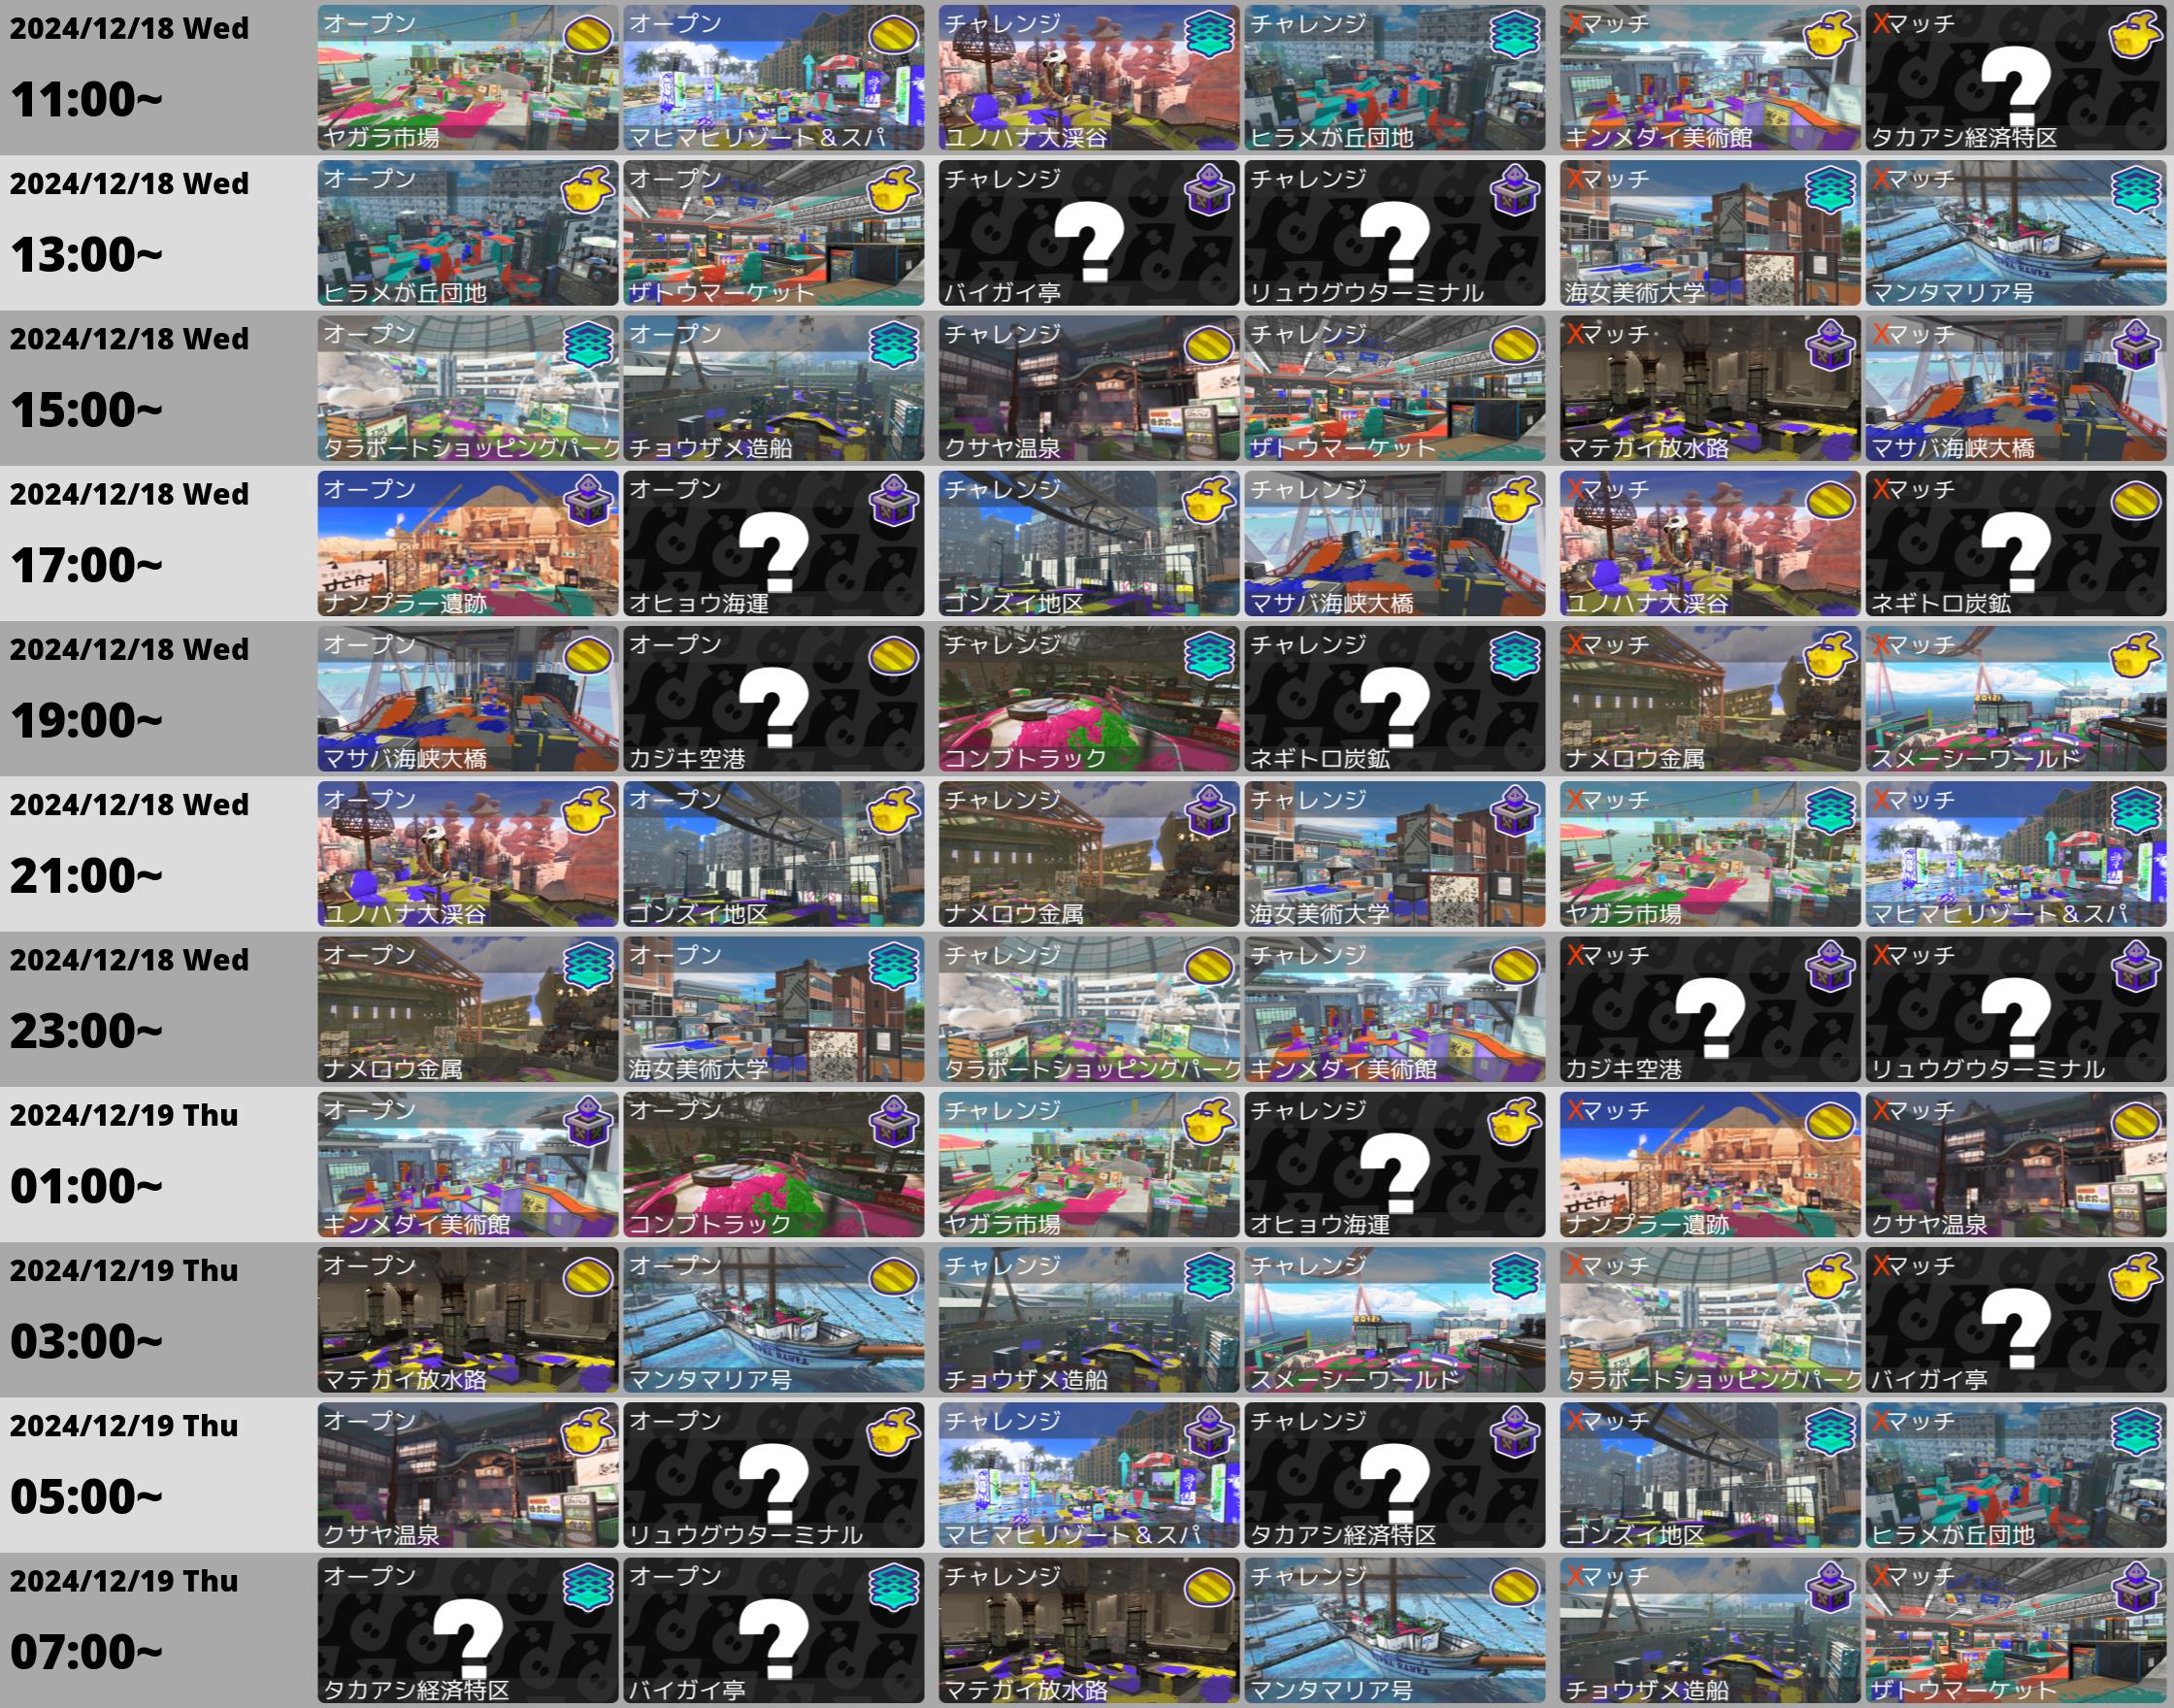 2024/12/18 Wed
11:00~
オープン
ヤガラ市場
オープン
マヒマヒリゾート＆スパ
チャレンジ
ユノハナ大渓谷
チャレンジ
ヒラメが丘団地
Xマッチ
キンメダイ美術館
Xマッチ
タカアシ経済特区
2024/12/18 Wed
13:00~
オープン
ヒラメが丘団地
オープン
ザトウマーケット
チャレンジ
バイガイ亭
チャレンジ
リュウグウターミナル
Xマッチ
海女美術大学
Xマッチ
マンタマリア号
2024/12/18 Wed
15:00~
オープン
タラポートショッピングパーク
オープン
チョウザメ造船
チャレンジ
クサヤ温泉
チャレンジ
ザトウマーケット
Xマッチ
マテガイ放水路
Xマッチ
マサバ海峡大橋
2024/12/18 Wed
17:00~
オープン
ナンプラー遺跡
オープン
オヒョウ海運
チャレンジ
ゴンズイ地区
チャレンジ
マサバ海峡大橋
Xマッチ
ユノハナ大渓谷
Xマッチ
ネギトロ炭鉱
2024/12/18 Wed
19:00~
オープン
マサバ海峡大橋
オープン
カジキ空港
チャレンジ
コンブトラック
チャレンジ
ネギトロ炭鉱
Xマッチ
ナメロウ金属
Xマッチ
スメーシーワールド
2024/12/18 Wed
21:00~
オープン
ユノハナ大渓谷
オープン
ゴンズイ地区
チャレンジ
ナメロウ金属
チャレンジ
海女美術大学
Xマッチ
ヤガラ市場
Xマッチ
マヒマヒリゾート＆スパ
2024/12/18 Wed
23:00~
オープン
ナメロウ金属
オープン
海女美術大学
チャレンジ
タラポートショッピングパーク
チャレンジ
キンメダイ美術館
Xマッチ
カジキ空港
Xマッチ
リュウグウターミナル
2024/12/19 Thu
01:00~
オープン
キンメダイ美術館
オープン
コンブトラック
チャレンジ
ヤガラ市場
チャレンジ
オヒョウ海運
Xマッチ
ナンプラー遺跡
Xマッチ
クサヤ温泉
2024/12/19 Thu
03:00~
オープン
マテガイ放水路
オープン
マンタマリア号
チャレンジ
チョウザメ造船
チャレンジ
スメーシーワールド
Xマッチ
タラポートショッピングパーク
Xマッチ
バイガイ亭
2024/12/19 Thu
05:00~
オープン
クサヤ温泉
オープン
リュウグウターミナル
チャレンジ
マヒマヒリゾート＆スパ
チャレンジ
タカアシ経済特区
Xマッチ
ゴンズイ地区
Xマッチ
ヒラメが丘団地
2024/12/19 Thu
07:00~
オープン
タカアシ経済特区
オープン
バイガイ亭
チャレンジ
マテガイ放水路
チャレンジ
マンタマリア号
Xマッチ
チョウザメ造船
Xマッチ
ザトウマーケット